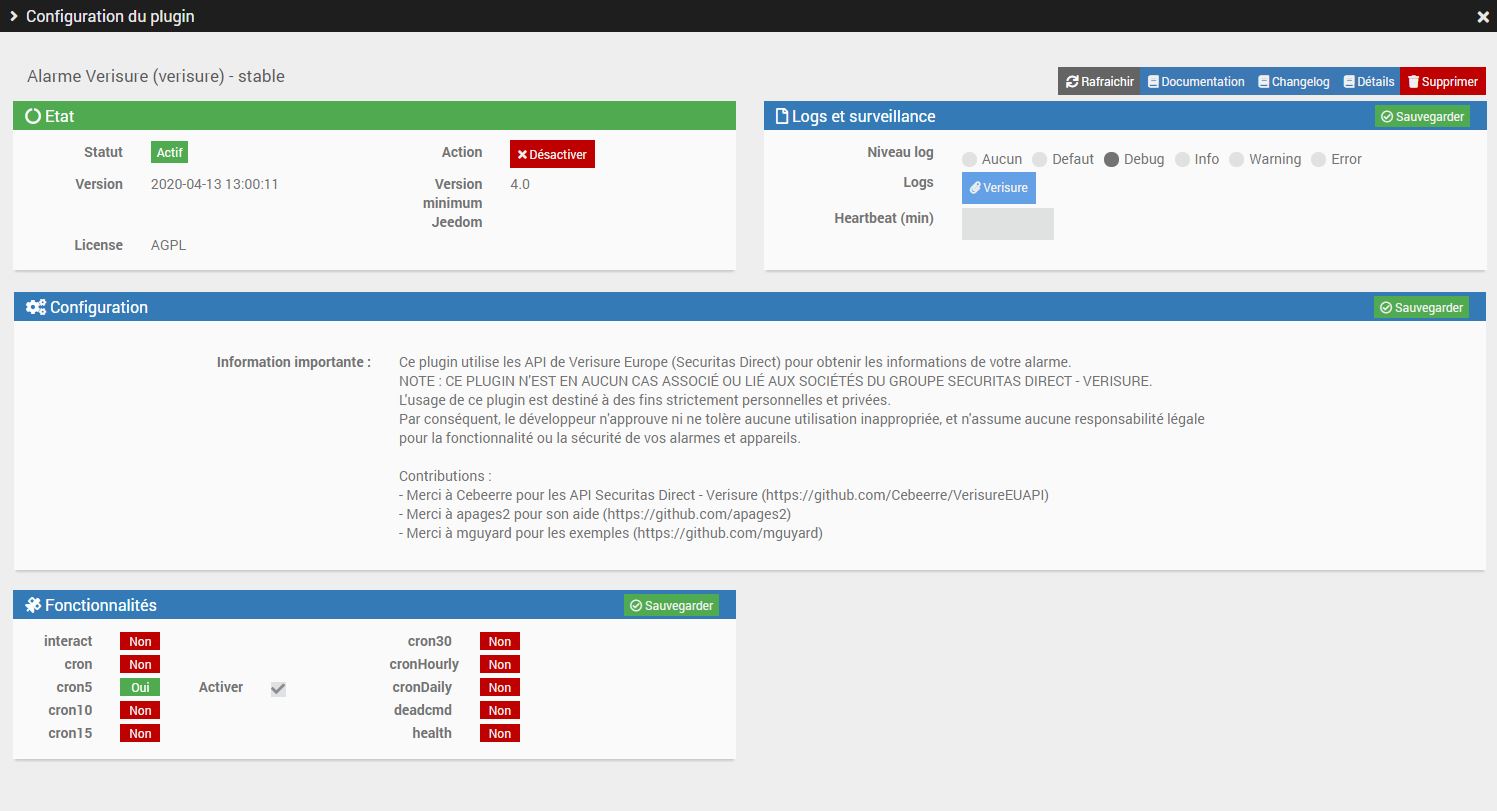 Configuration du plugin
Alarme Verisure (verisure) - stable
Rafraichir Documentation Changelog Détails Supprimer
Etat
Statut Actif Action Désactiver
Version 2020-04-13 13:00:11 Version minimum Jeedom 4.0
License AGPL
Logs et surveillance Sauvegarder
Niveau log Aucun Defaut Debug Info Warning Error
Logs Verisure
Heartbeat (min)
Configuration Sauvegarder
Information importante : Ce plugin utilise les API de Verisure Europe (Securitas Direct) pour obtenir les informations de votre alarme.
NOTE : CE PLUGIN N'EST EN AUCUN CAS ASSOCIÉ OU LIÉ AUX SOCIÉTÉS DU GROUPE SECURITAS DIRECT - VERISURE.
L'usage de ce plugin est destiné à des fins strictement personnelles et privées.
Par conséquent, le développeur n'approuve ni ne tolère aucune utilisation inappropriée, et n'assume aucune responsabilité légale
pour la fonctionnalité ou la sécurité de vos alarmes et appareils.
Contributions :
- Merci à Cebeerre pour les API Securitas Direct - Verisure (https://github.com/Cebeerre/VerisureEUAPI)
- Merci à apages2 pour son aide (https://github.com/apages2)
- Merci à mguyard pour les exemples (https://github.com/mguyard)
Fonctionnalités Sauvegarder
interact Non cron30 Non
cron Non cronHourly Non
cron5 Oui Activer cronDaily Non
cron10 Non deadcmd Non
cron15 Non health Non